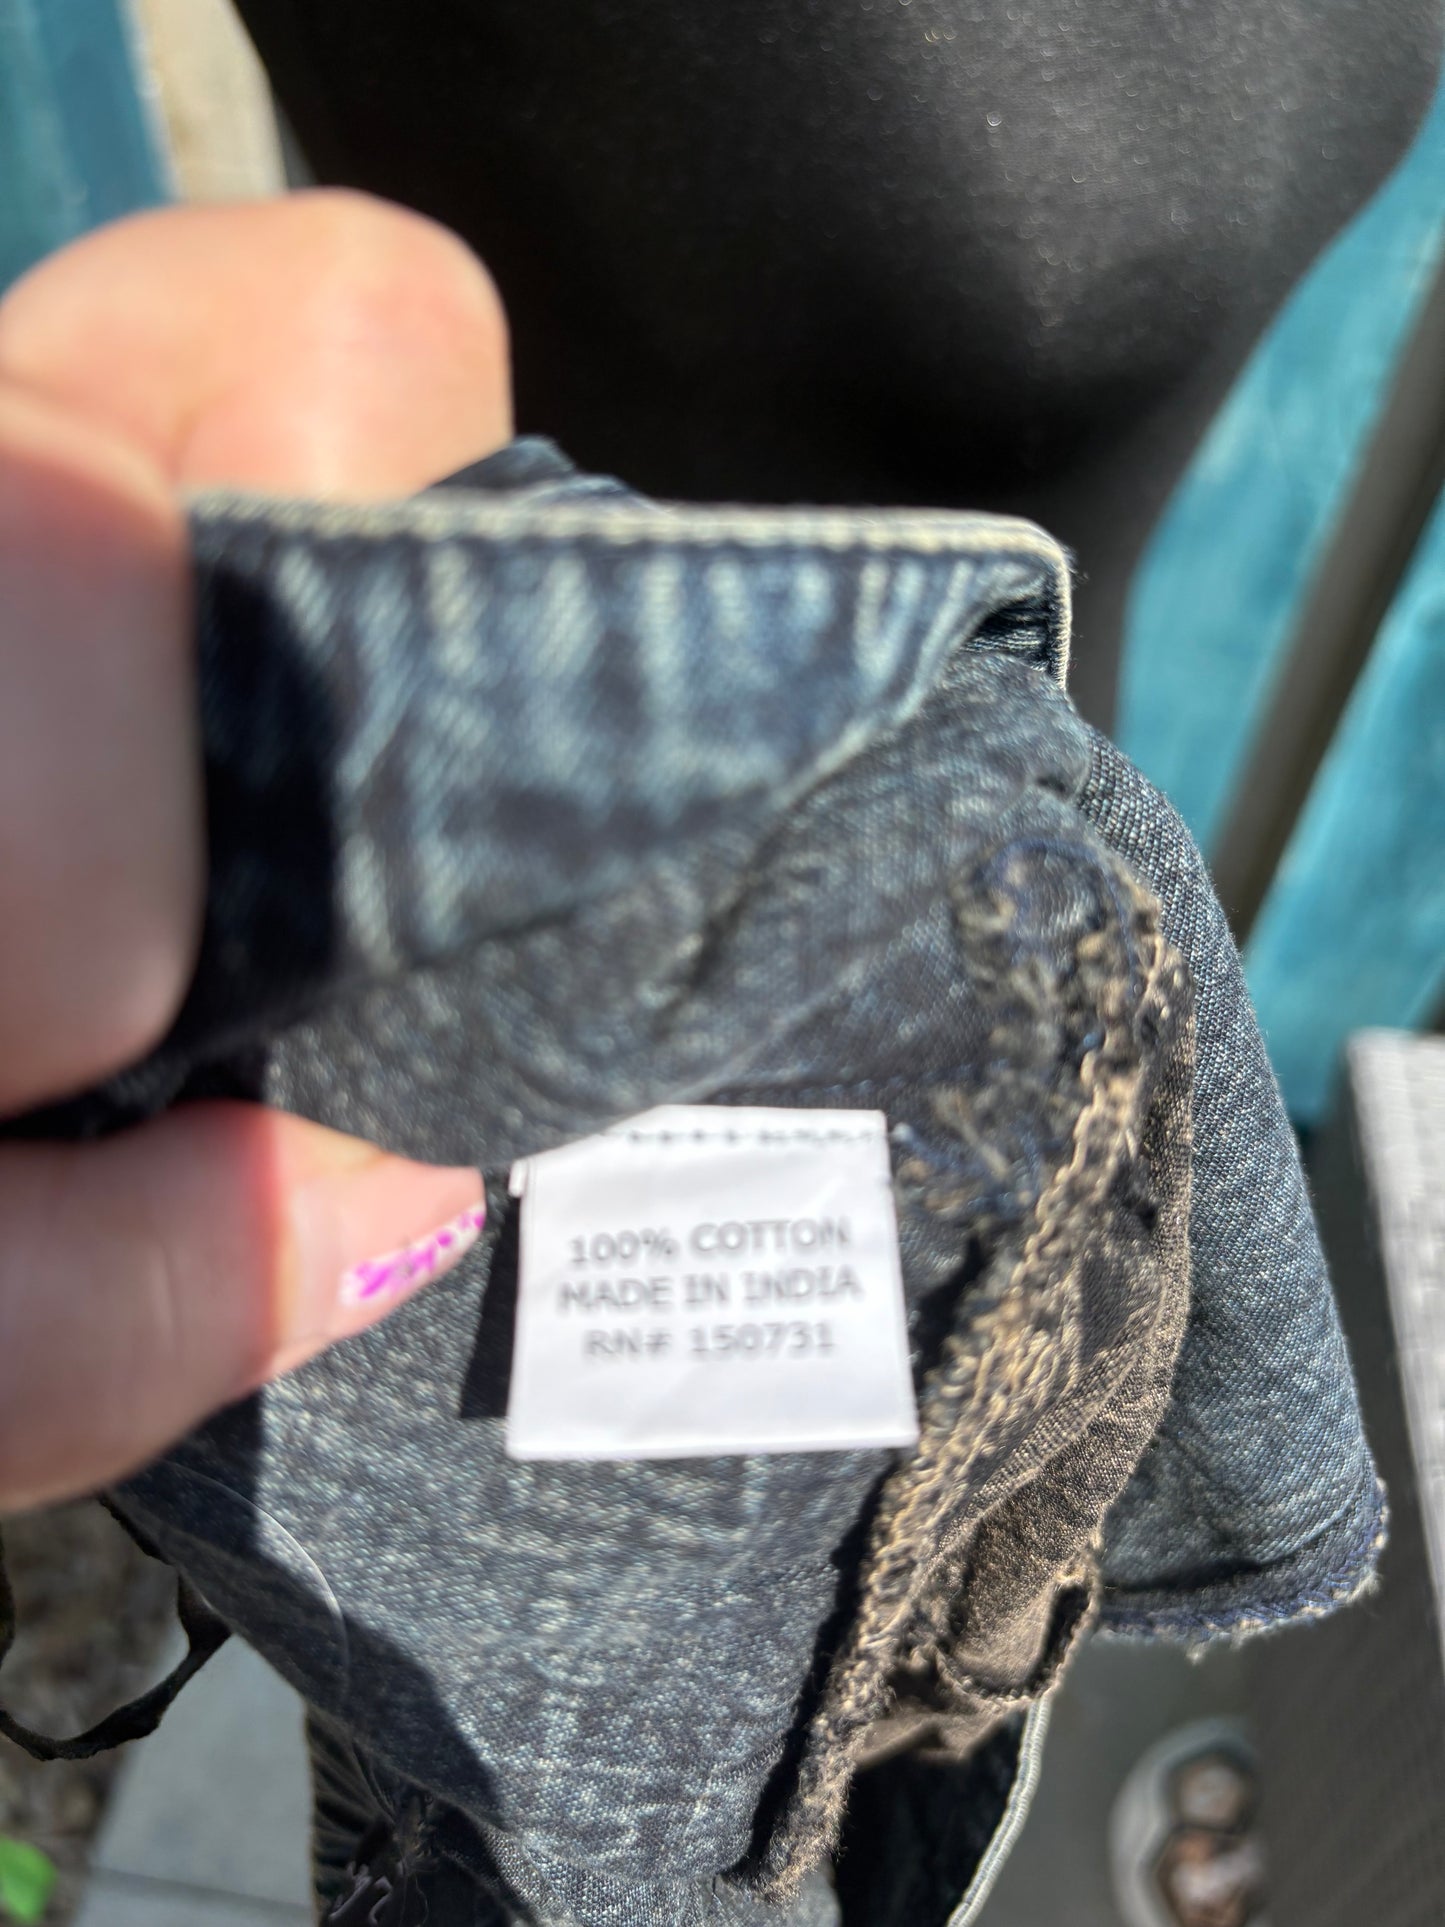 100% COTTON
MADE IN INDIA
RN# 150731